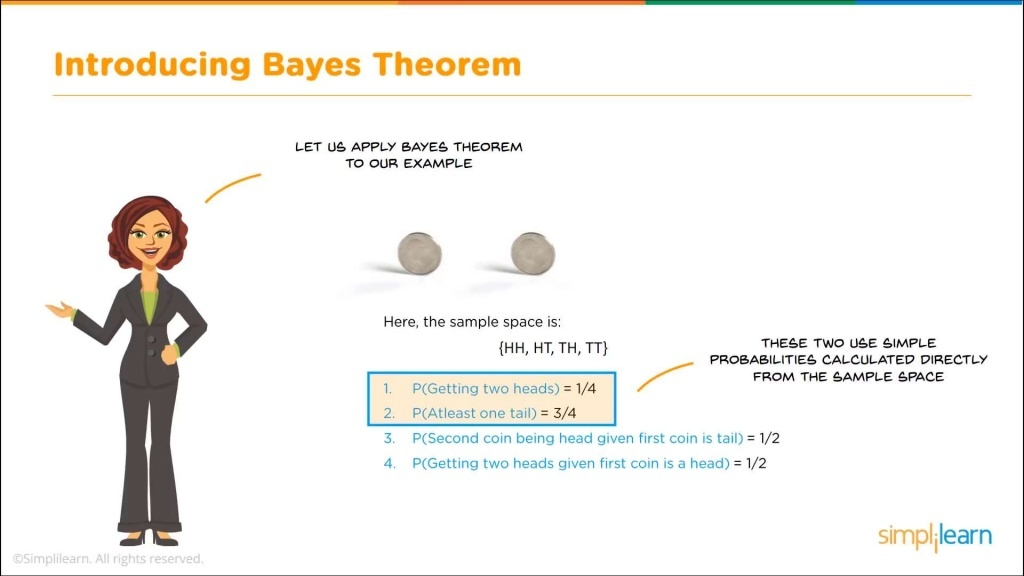 Introducing Bayes Theorem
LET US APPLY BAYES THEOREM
TO OUR EXAMPLE
Here, the sample space is:
{HH, HT, TH, TT}
THESE TWO USE SIMPLE
PROBABILITIES CALCULATED DIRECTLY
FROM THE SAMPLE SPACE
1. P(Getting two heads) = 1/4
2. P(Atleast one tail) = 3/4
3. P(Second coin being head given first coin is tail) = 1/2
4. P(Getting two heads given first coin is a head) = 1/2
simplilearn
©Simplilearn. All rights reserved.